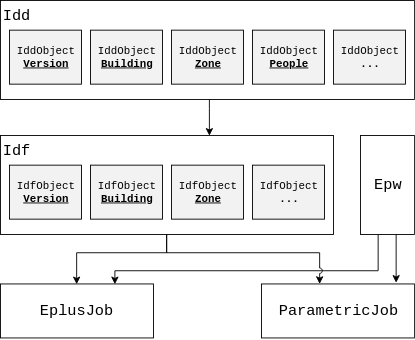 Idd
IddObject IddObject IddObject IddObject IddObject
Version Building Zone People ...
Idf
IdfObject IdfObject IdfObject IdfObject
Version Building Zone ...
Epw
EplusJob ParametricJob